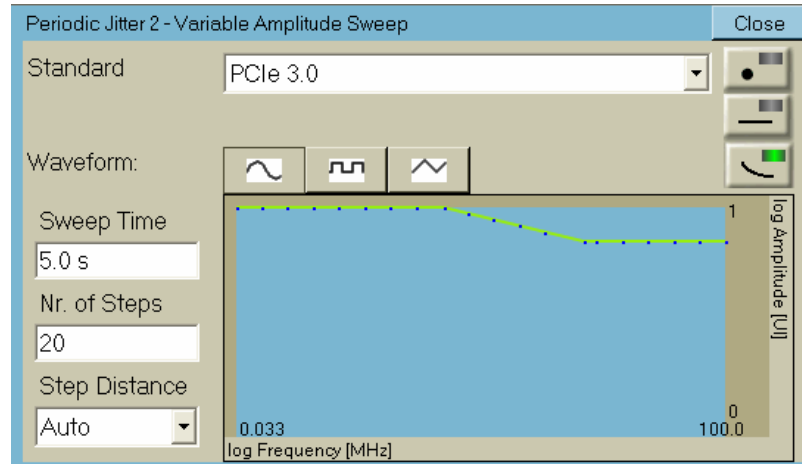 Periodic Jitter 2 - Variable Amplitude Sweep
Close
Standard
PCIe 3.0
Waveform:
Sweep Time
5.0 s
Nr. of Steps
20
Step Distance
Auto
1
log Amplitude [UI]
0
0.033
100.0
log Frequency [MHz]